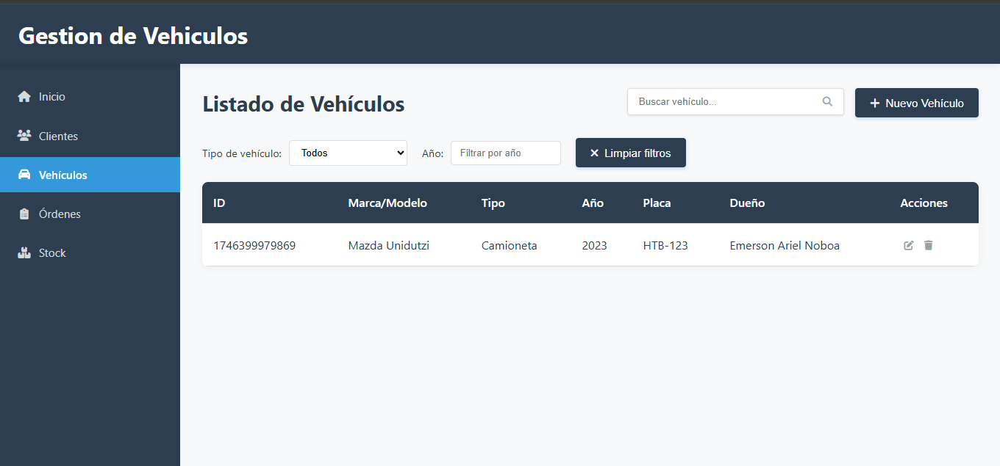 Gestion de Vehiculos
Inicio
Clientes
Vehículos
Órdenes
Stock
Listado de Vehículos
Buscar vehículo...
Nuevo Vehículo
Tipo de vehículo: Todos Año: Filtrar por año Limpiar filtros
ID Marca/Modelo Tipo Año Placa Dueño Acciones
1746399979869 Mazda Unidutzi Camioneta 2023 HTB-123 Emerson Ariel Noboa